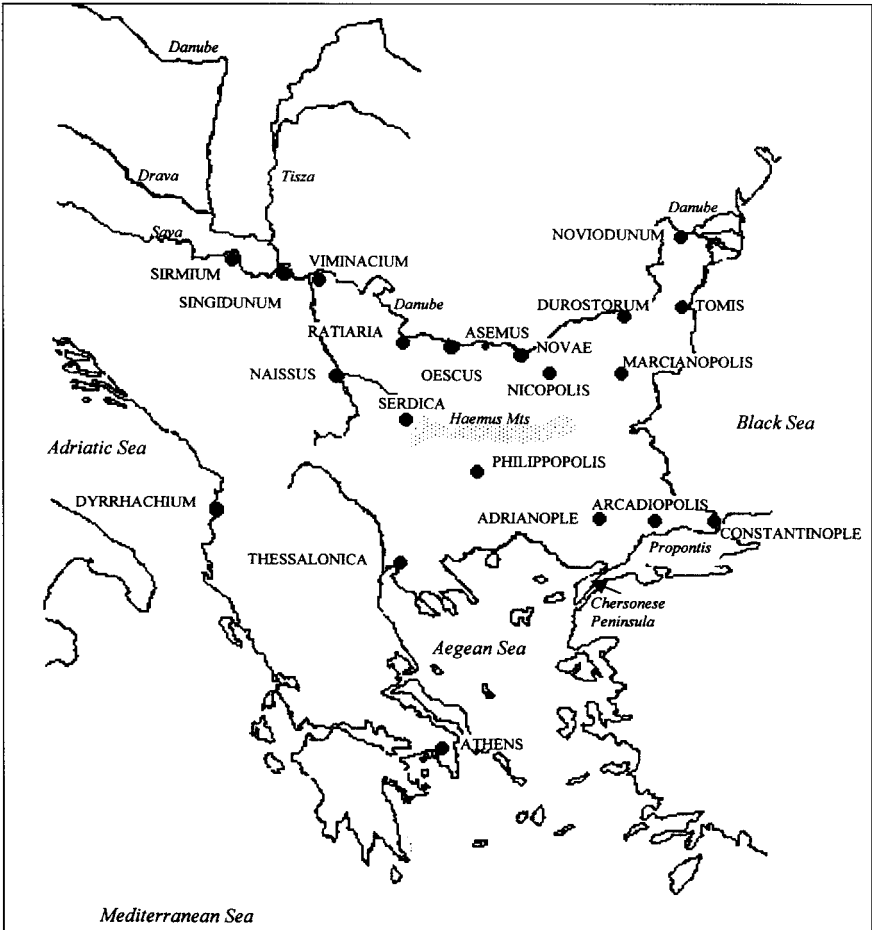 Danube
Drava
Tisza
Sava
Danube
NOVIODUNUM
SIRMIUM
VIMINACIUM
SINGIDUNUM
Danube
DUROSTORUM
TOMIS
RATIARIA
ASEMUS
NOVAE
NAISSUS
OESCUS
NICOPOLIS
MARCIANOPOLIS
SERDICA
Haemus Mts
Black Sea
Adriatic Sea
PHILIPPOPOLIS
DYRRHACHIUM
ADRIANOPLE
ARCADIOPOLIS
CONSTANTINOPLE
Propontis
THESSALONICA
Chersonese
Peninsula
Aegean Sea
ATHENS
Mediterranean Sea